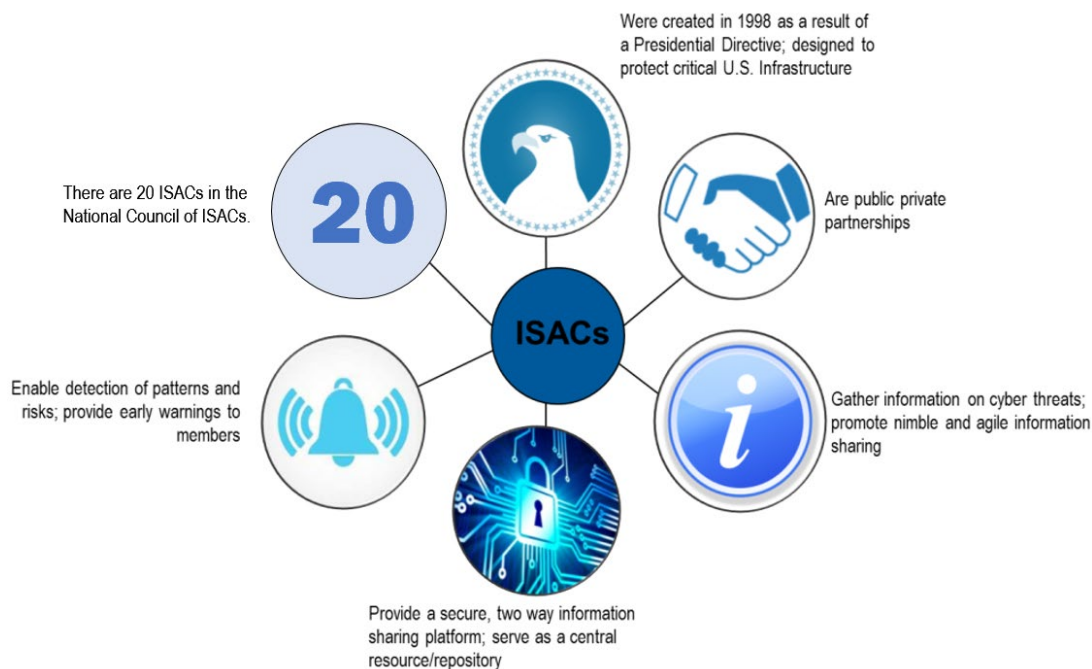 Were created in 1998 as a result of
a Presidential Directive; designed to
protect critical U.S. Infrastructure
There are 20 ISACs in the
National Council of ISACs.
20
Are public private
partnerships
ISACs
Enable detection of patterns and
risks; provide early warnings to
members
i
Gather information on cyber threats;
promote nimble and agile information
sharing
Provide a secure, two way information
sharing platform; serve as a central
resource/repository